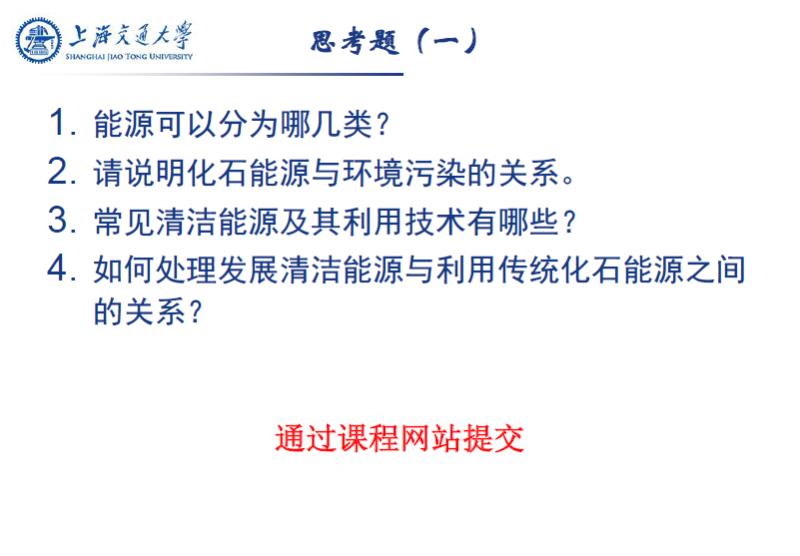 上海交通大学
SHANGHAI JIAO TONG UNIVERSITY
思考题（一）
1. 能源可以分为哪几类？
2. 请说明化石能源与环境污染的关系。
3. 常见清洁能源及其利用技术有哪些？
4. 如何处理发展清洁能源与利用传统化石能源之间
的关系？
通过课程网站提交